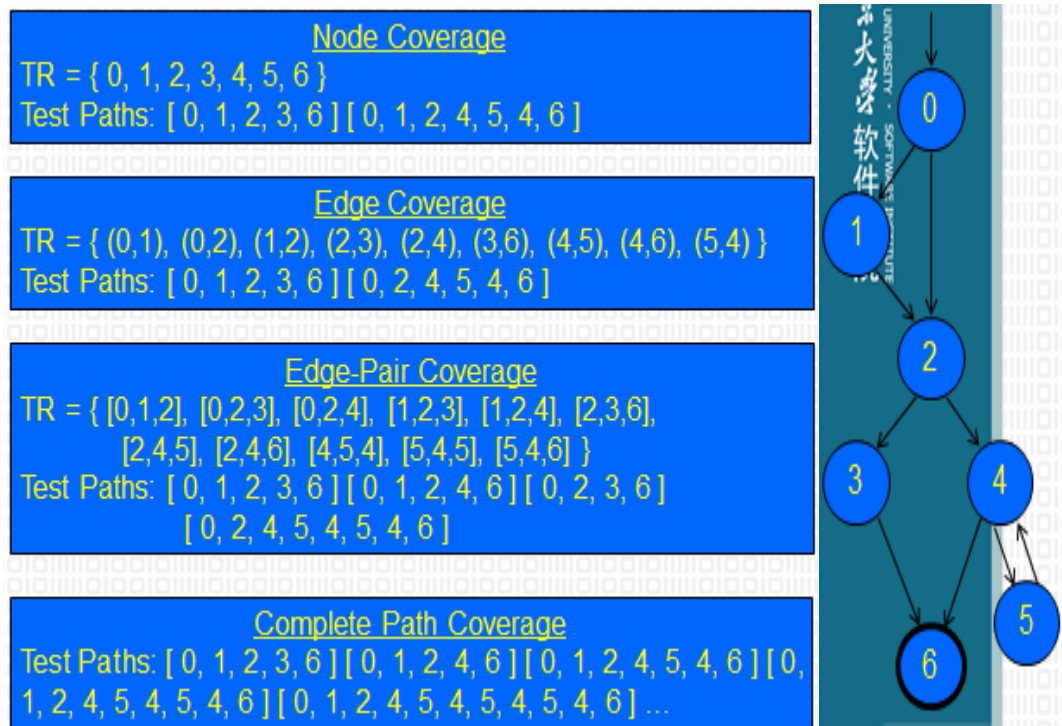 Node Coverage
TR = { 0, 1, 2, 3, 4, 5, 6 }
Test Paths: [ 0, 1, 2, 3, 6 ] [ 0, 1, 2, 4, 5, 4, 6 ]
Edge Coverage
TR = { (0,1), (0,2), (1,2), (2,3), (2,4), (3,6), (4,5), (4,6), (5,4) }
Test Paths: [ 0, 1, 2, 3, 6 ] [ 0, 2, 4, 5, 4, 6 ]
Edge-Pair Coverage
TR = { [0,1,2], [0,2,3], [0,2,4], [1,2,3], [1,2,4], [2,3,6],
[2,4,5], [2,4,6], [4,5,4], [5,4,5], [5,4,6] }
Test Paths: [ 0, 1, 2, 3, 6 ] [ 0, 1, 2, 4, 6 ] [ 0, 2, 3, 6 ]
[ 0, 2, 4, 5, 4, 5, 4, 6 ]
Complete Path Coverage
Test Paths: [ 0, 1, 2, 3, 6 ] [ 0, 1, 2, 4, 6 ] [ 0, 1, 2, 4, 5, 4, 6 ] [ 0,
1, 2, 4, 5, 4, 5, 4, 6 ] [ 0, 1, 2, 4, 5, 4, 5, 4, 5, 4, 6 ] ...
UNIVERSITY · SOFTWARE
大学 软件
0
1
2
3
4
5
6